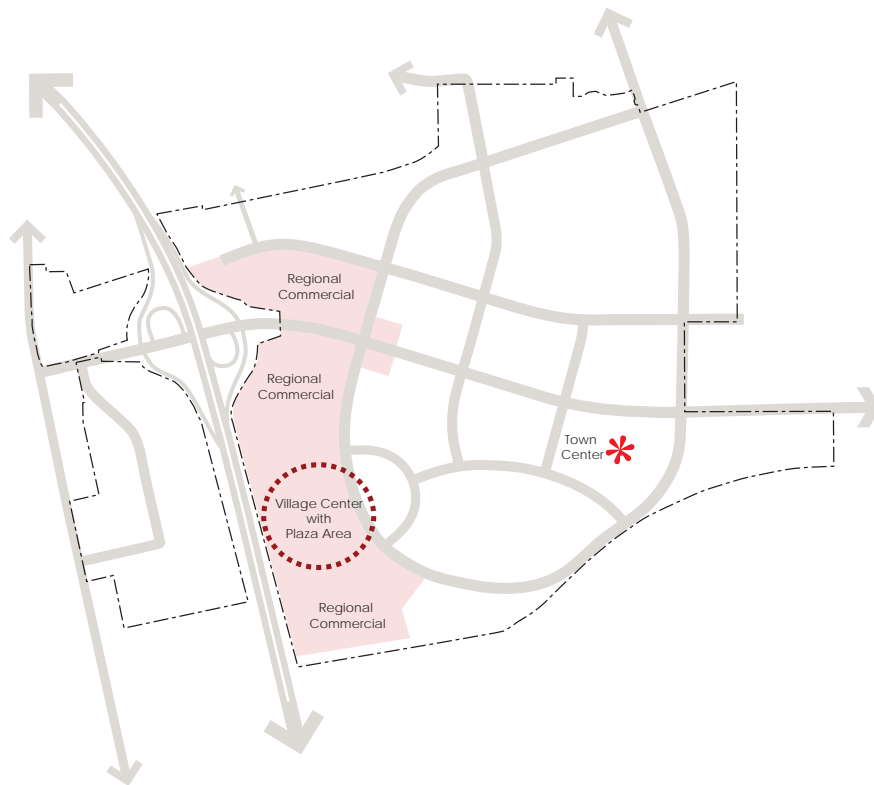 Regional
Commercial
Regional
Commercial
Town
Center
Village Center
with
Plaza Area
Regional
Commercial